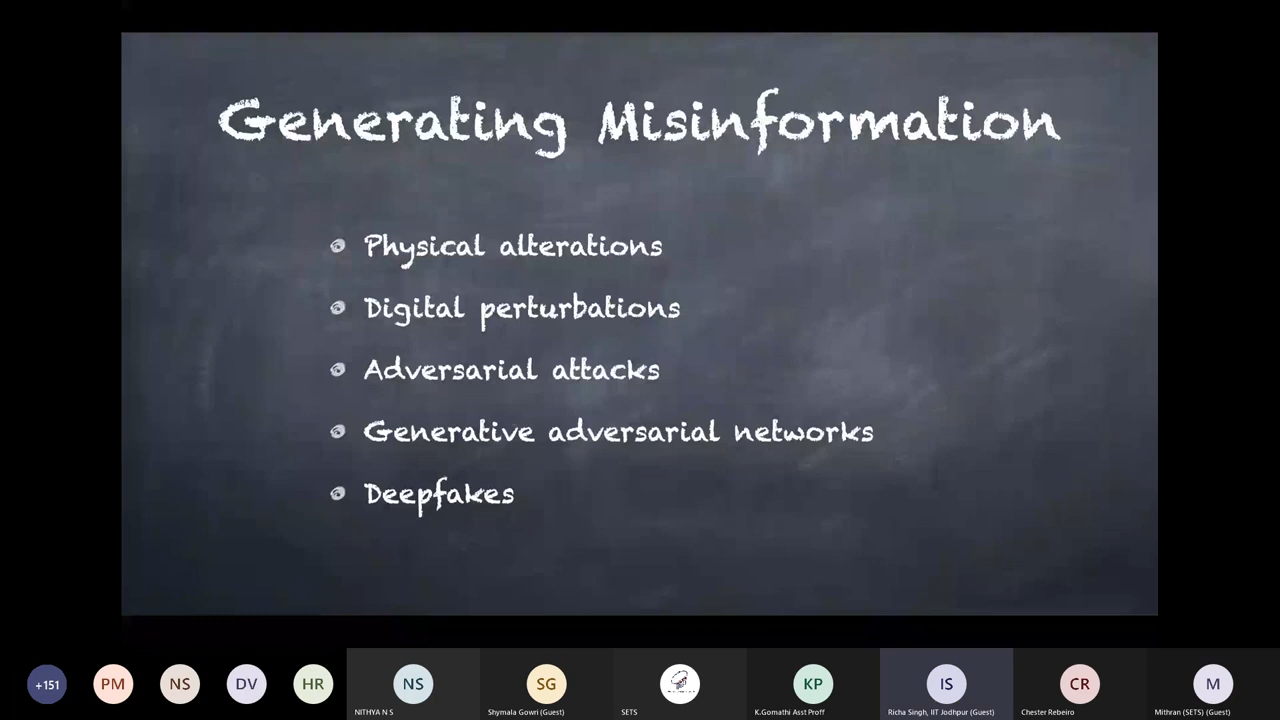 Generating Misinformation
Physical alterations
Digital perturbations
Adversarial attacks
Generative adversarial networks
Deepfakes
+151
PM
NS
DV
HR
NS
SG
KP
IS
CR
M
NITHYA N S
Shymala Gowri (Guest)
SETS
K.Gomathi Asst Proff
Richa Singh, IIT Jodhpur (Guest)
Chester Rebeiro
Mithran (SETS) (Guest)